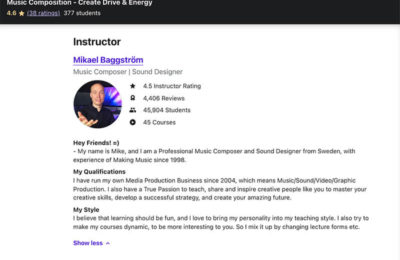 Music Composition - Create Drive & Energy
4.6 ★ (38 ratings) 377 students
Instructor
Mikael Baggström
Music Composer | Sound Designer
4.5 Instructor Rating
4,406 Reviews
45,904 Students
45 Courses
Hey Friends! =)
- My name is Mike, and I am a Professional Music Composer and Sound Designer from Sweden, with
experience of Making Music since 1998.
My Qualifications
I have run my own Media Production Business since 2004, which means Music/Sound/Video/Graphic
Production. I also have a True Passion to teach, share and inspire creative people like you to master your
creative skills, develop a successful strategy, and create your amazing future.
My Style
I believe that learning should be fun, and I love to bring my personality into my teaching style. I also try to
make my courses dynamic, to be more interesting to you. So I mix it up by changing lecture forms etc.
Show less